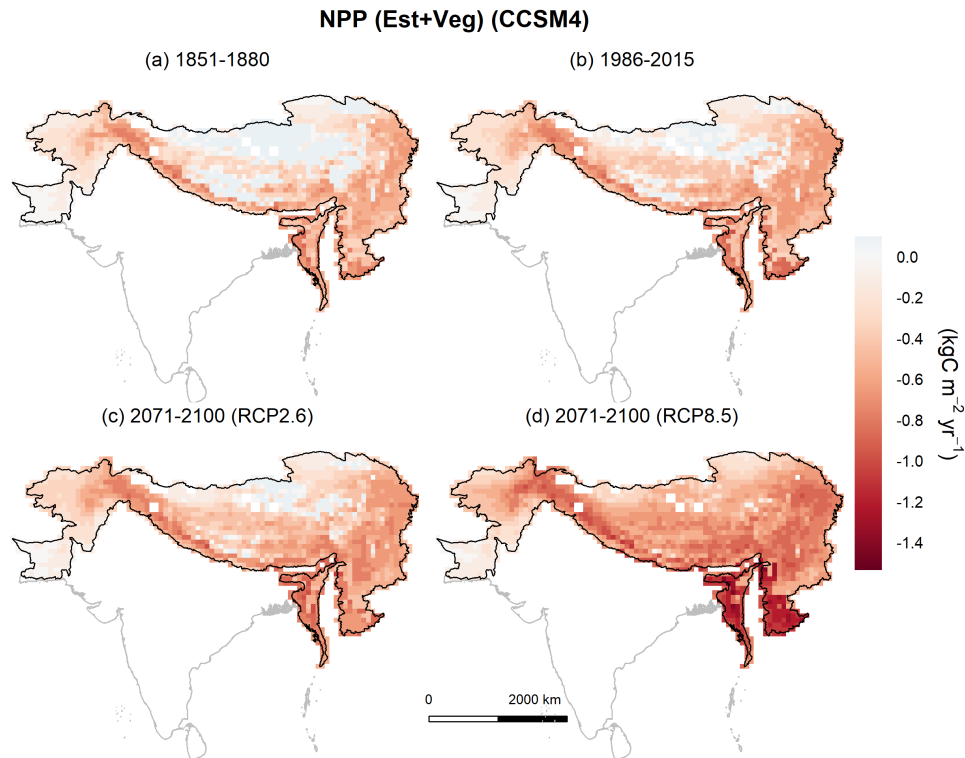 NPP (Est+Veg) (CCSM4)
(a) 1851-1880
(b) 1986-2015
0.0
-0.2
-0.4
-0.6
-0.8
-1.0
-1.2
-1.4
(kgC m⁻² yr⁻¹)
(c) 2071-2100 (RCP2.6)
(d) 2071-2100 (RCP8.5)
0
2000 km